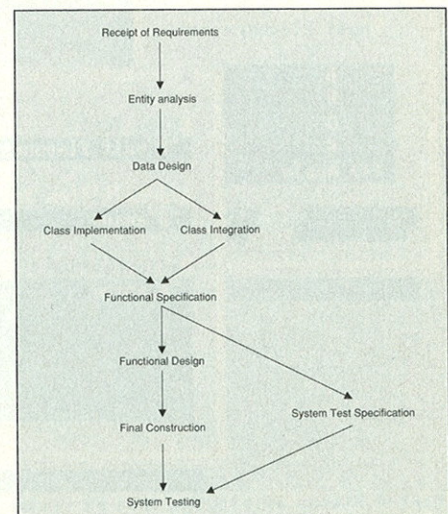 Receipt of Requirements
Entity analysis
Data Design
Class Implementation
Class Integration
Functional Specification
Functional Design
System Test Specification
Final Construction
System Testing